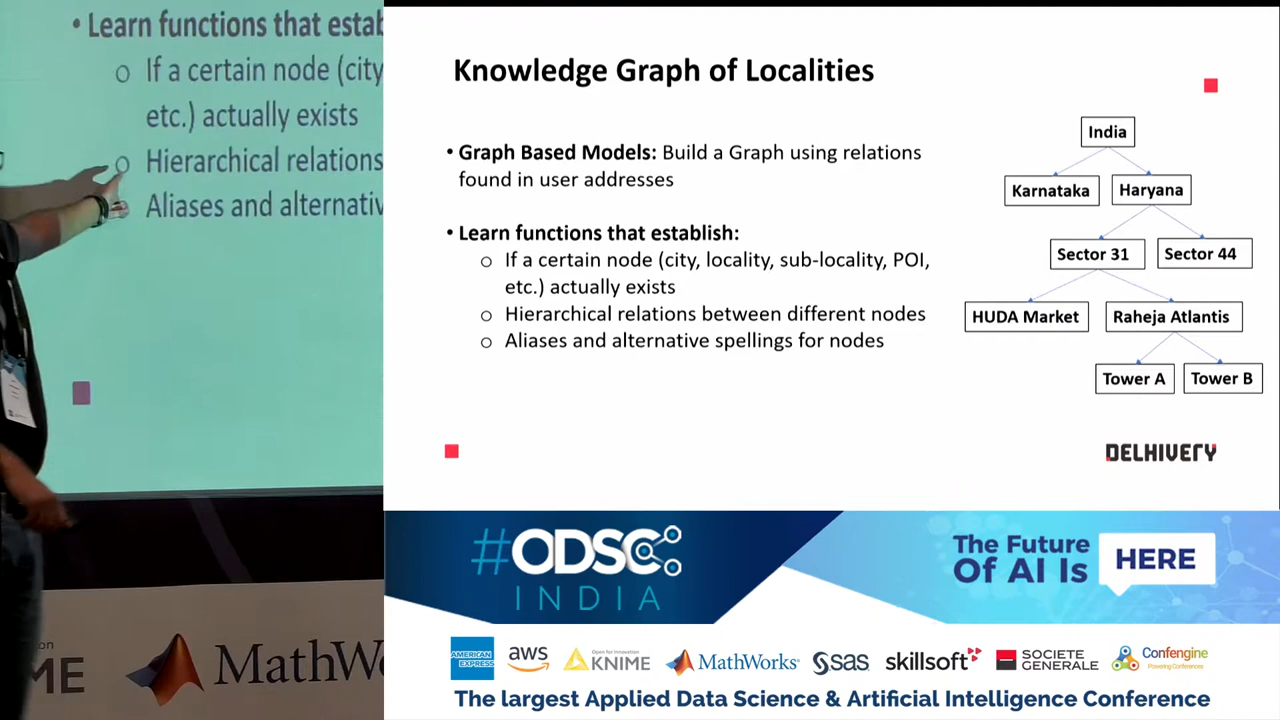 • Learn functions that estab
o If a certain node (city
etc.) actually exists
o Hierarchical relations
Aliases and alternativ
NIME
MathW
Knowledge Graph of Localities
• Graph Based Models: Build a Graph using relations
found in user addresses
• Learn functions that establish:
o If a certain node (city, locality, sub-locality, POI,
etc.) actually exists
o Hierarchical relations between different nodes
o Aliases and alternative spellings for nodes
India
Karnataka Haryana
Sector 31 Sector 44
HUDA Market Raheja Atlantis
Tower A Tower B
DELHIVERY
#ODSC
INDIA
The Future
Of AI Is HERE
AMERICAN
EXPRESS
aws
Open for Innovation
KNIME
MathWorks
sas
skillsoft
SOCIETE
GENERALE
Confengine
Powering Conferences
The largest Applied Data Science & Artificial Intelligence Conference